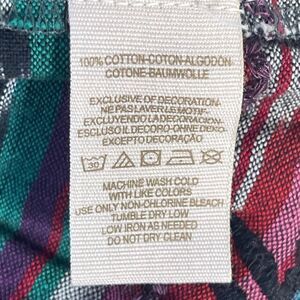 100% COTTON-COTON-ALGODÓN
COTONE-BAUMWOLLE
EXCLUSIVE OF DECORATION
NE PAS LAVER LE MOTIF-
EXCLUYENDO LA DECORACION-
ESCLUSO IL DECORO-OHNE DEKO-
EXCEPTO DECORAÇÃO
MACHINE WASH COLD
WITH LIKE COLORS
USE ONLY NON-CHLORINE BLEACH
TUMBLE DRY LOW
LOW IRON AS NEEDED
DO NOT DRY CLEAN